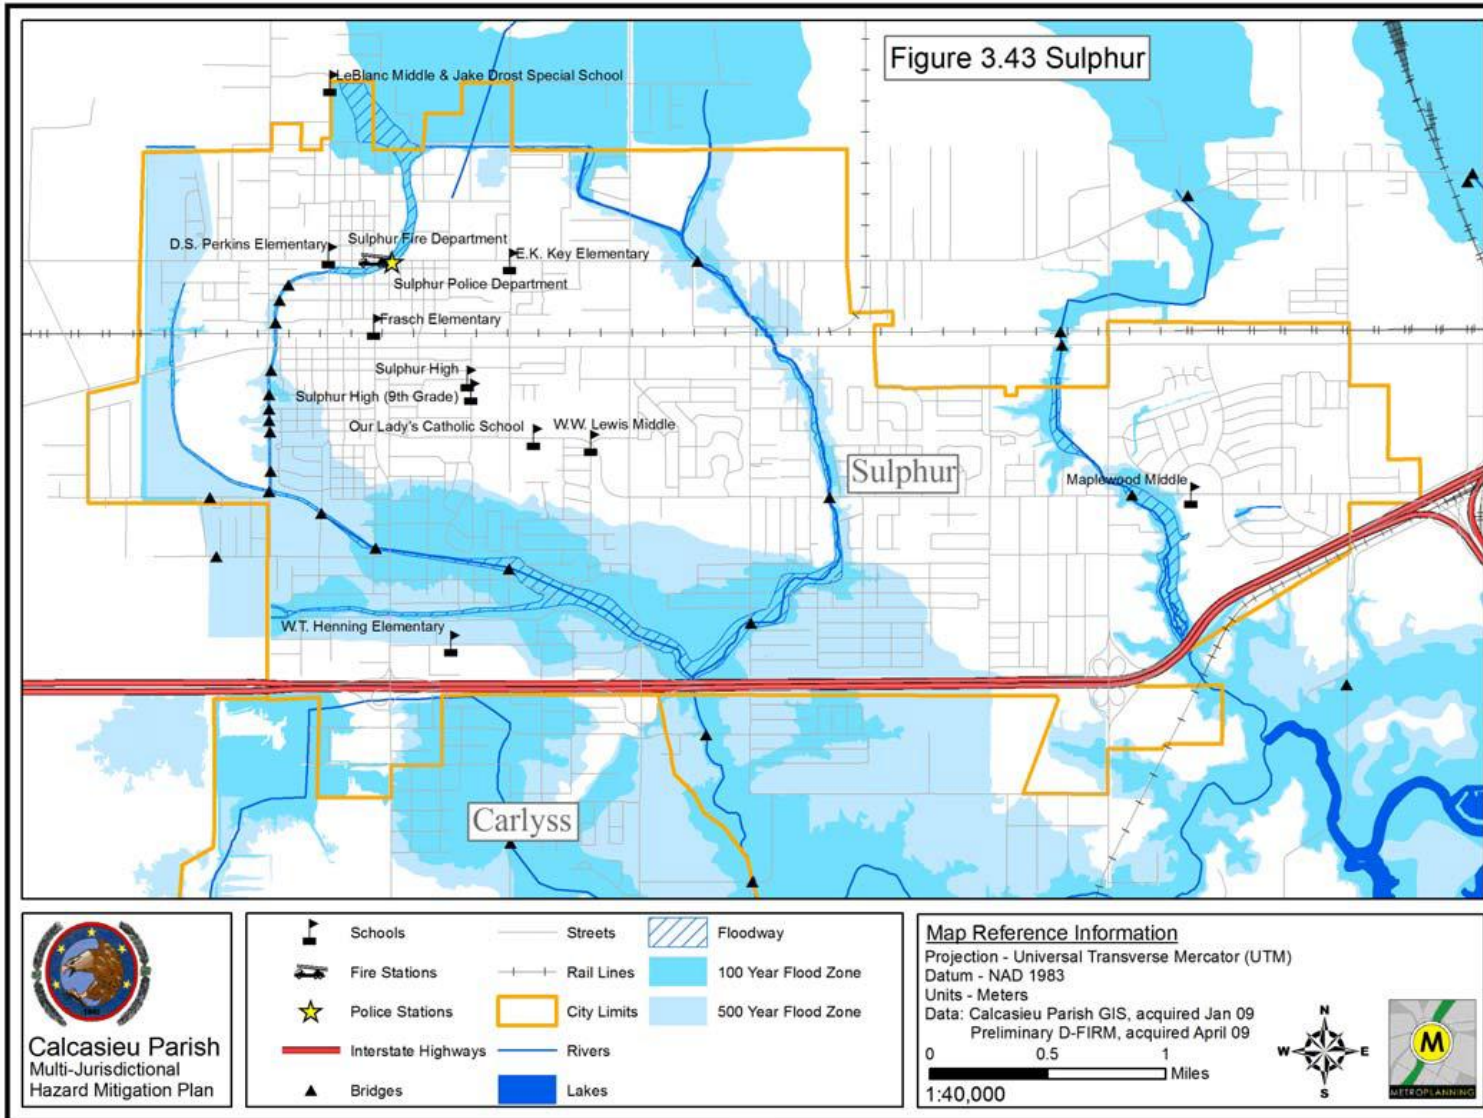 Figure 3.43 Sulphur
LeBlanc Middle & Jake Drost Special School
D.S. Perkins Elementary
Sulphur Fire Department
E.K. Key Elementary
Sulphur Police Department
Frasch Elementary
Sulphur High
Sulphur High (9th Grade)
Our Lady's Catholic School
W.W. Lewis Middle
Sulphur
Maplewood Middle
W.T. Henning Elementary
Carlyss
Calcasieu Parish
Multi-Jurisdictional
Hazard Mitigation Plan
Schools
Fire Stations
Police Stations
Interstate Highways
Bridges
Streets
Rail Lines
City Limits
Rivers
Lakes
Floodway
100 Year Flood Zone
500 Year Flood Zone
Map Reference Information
Projection - Universal Transverse Mercator (UTM)
Datum - NAD 1983
Units - Meters
Data: Calcasieu Parish GIS, acquired Jan 09
Preliminary D-FIRM, acquired April 09
0 0.5 1
Miles
1:40,000
N
W E
S
M
METROPLANNING